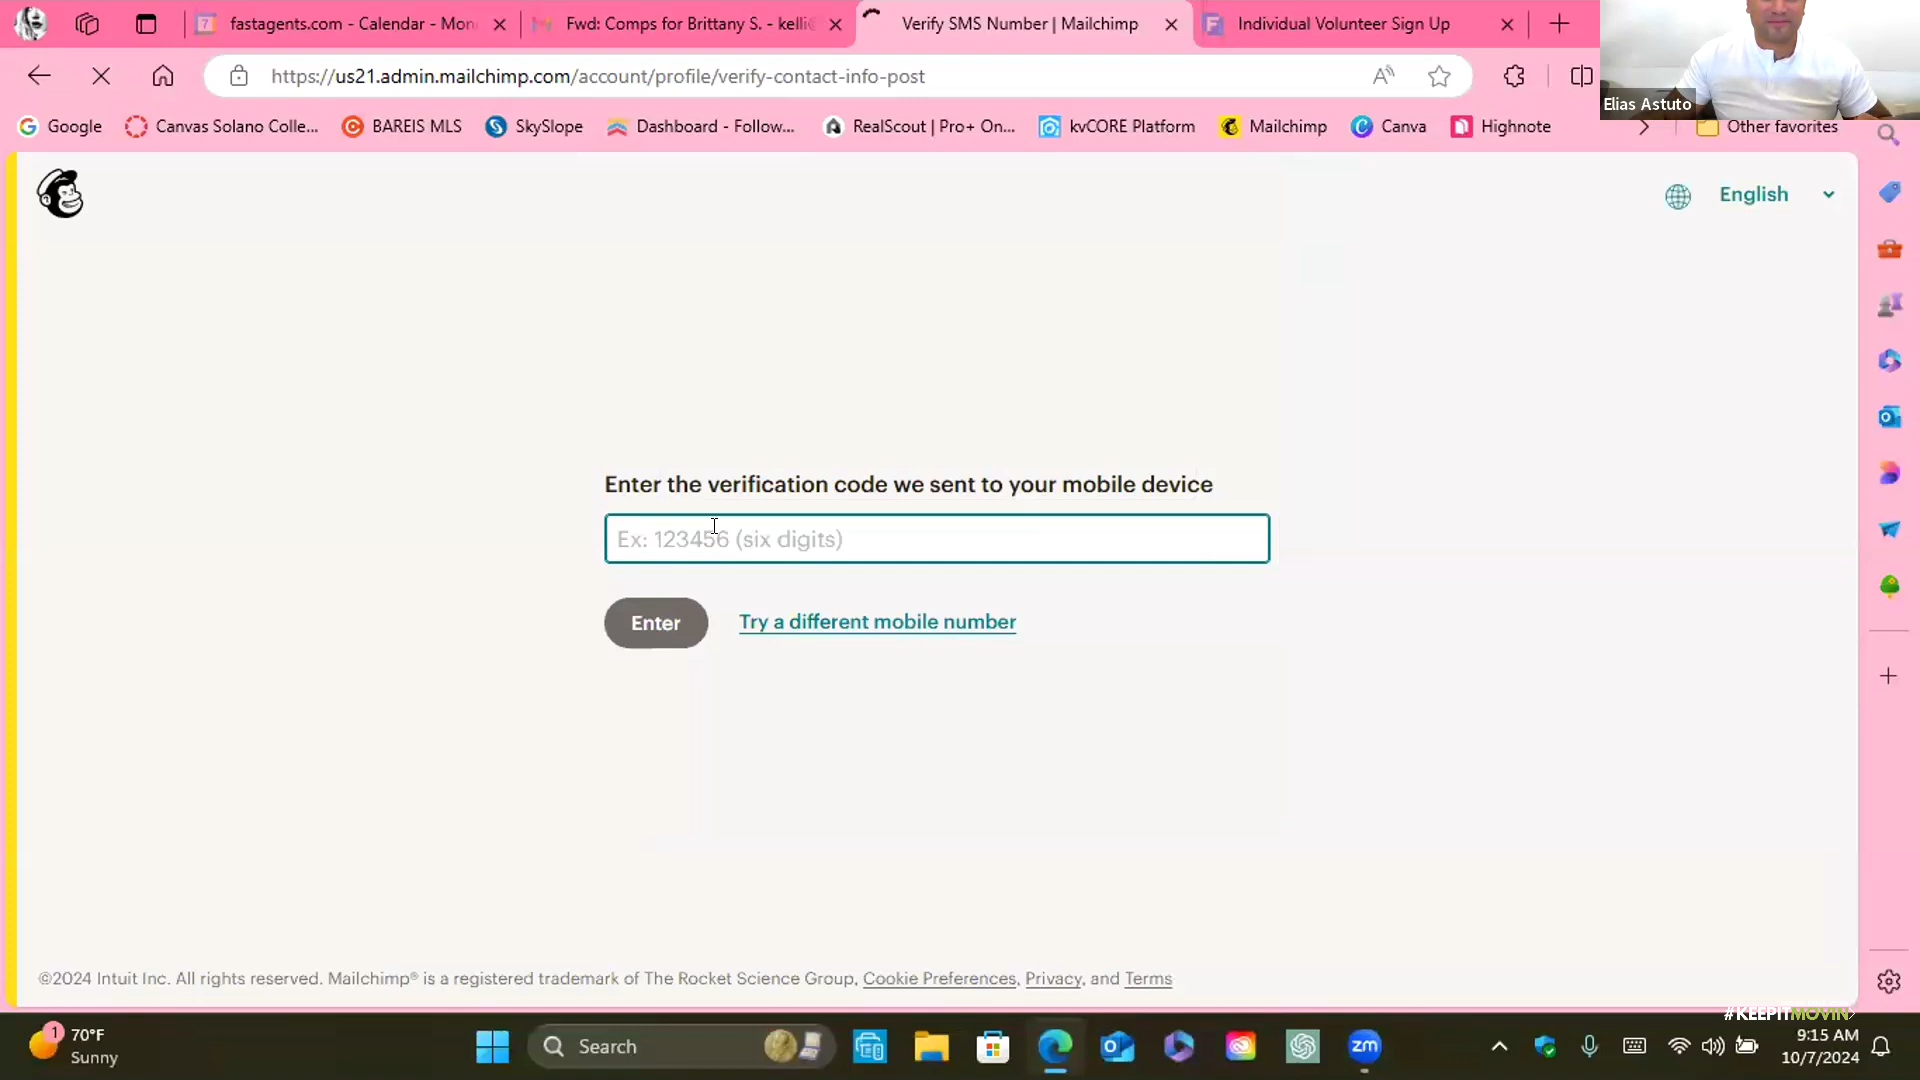 fastagents.com - Calendar - Mon
Fwd: Comps for Brittany S. - kelli
Verify SMS Number | Mailchimp
Individual Volunteer Sign Up
https://us21.admin.mailchimp.com/account/profile/verify-contact-info-post
Elias Astuto
Google
Canvas Solano Colle...
BAREIS MLS
SkySlope
Dashboard - Follow...
RealScout | Pro+ On...
kvCORE Platform
Mailchimp
Canva
Highnote
Other favorites
English
Enter the verification code we sent to your mobile device
Ex: 123456 (six digits)
Enter
Try a different mobile number
©2024 Intuit Inc. All rights reserved. Mailchimp® is a registered trademark of The Rocket Science Group, Cookie Preferences, Privacy, and Terms
#KEEPITMOVIN
1
70°F
Sunny
Search
zm
9:15 AM
10/7/2024